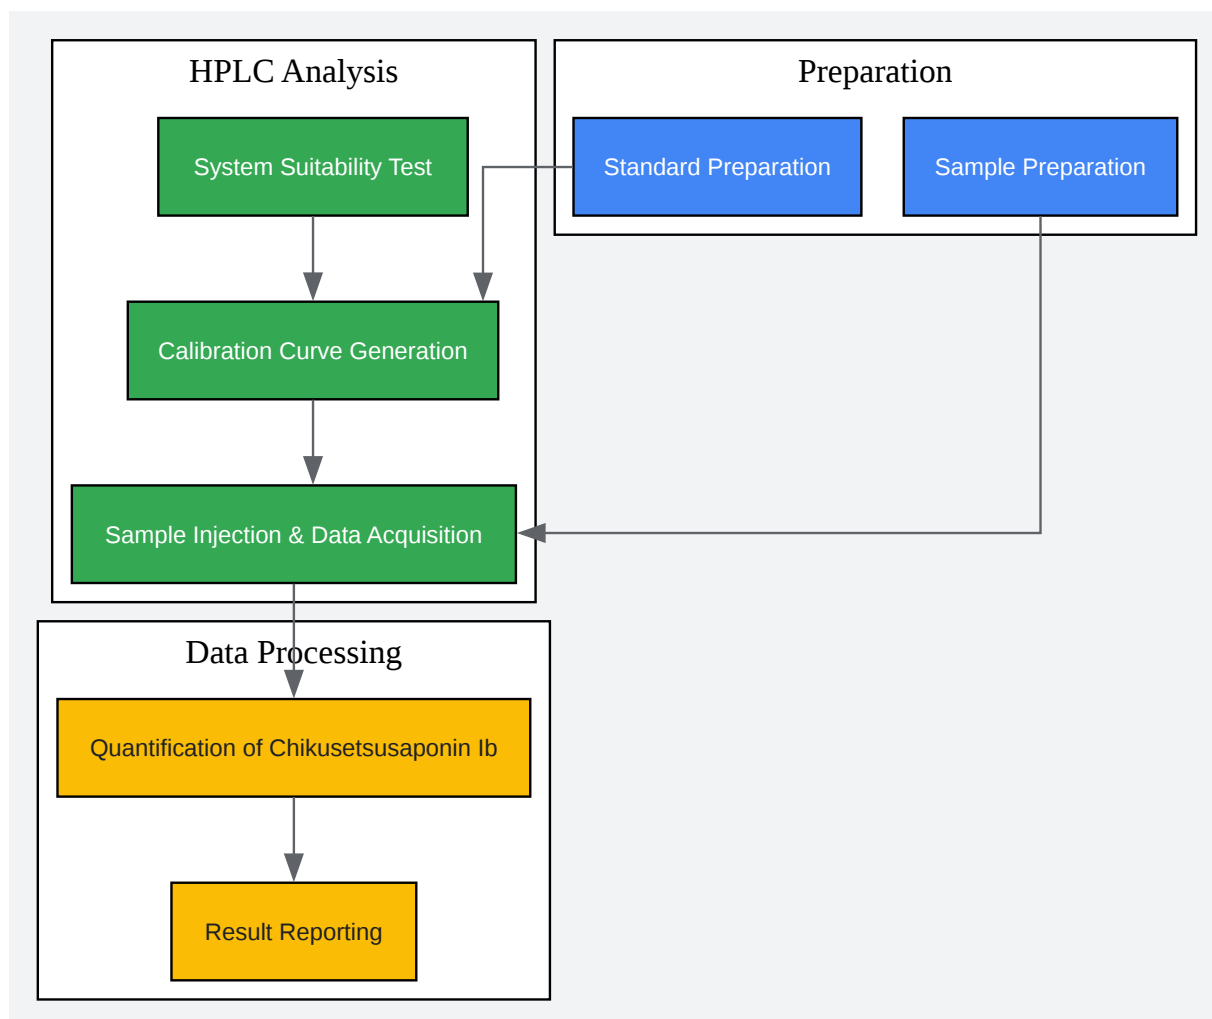 HPLC Analysis
System Suitability Test
Calibration Curve Generation
Sample Injection & Data Acquisition
Preparation
Standard Preparation
Sample Preparation
Data Processing
Quantification of Chikusetsusaponin Ib
Result Reporting